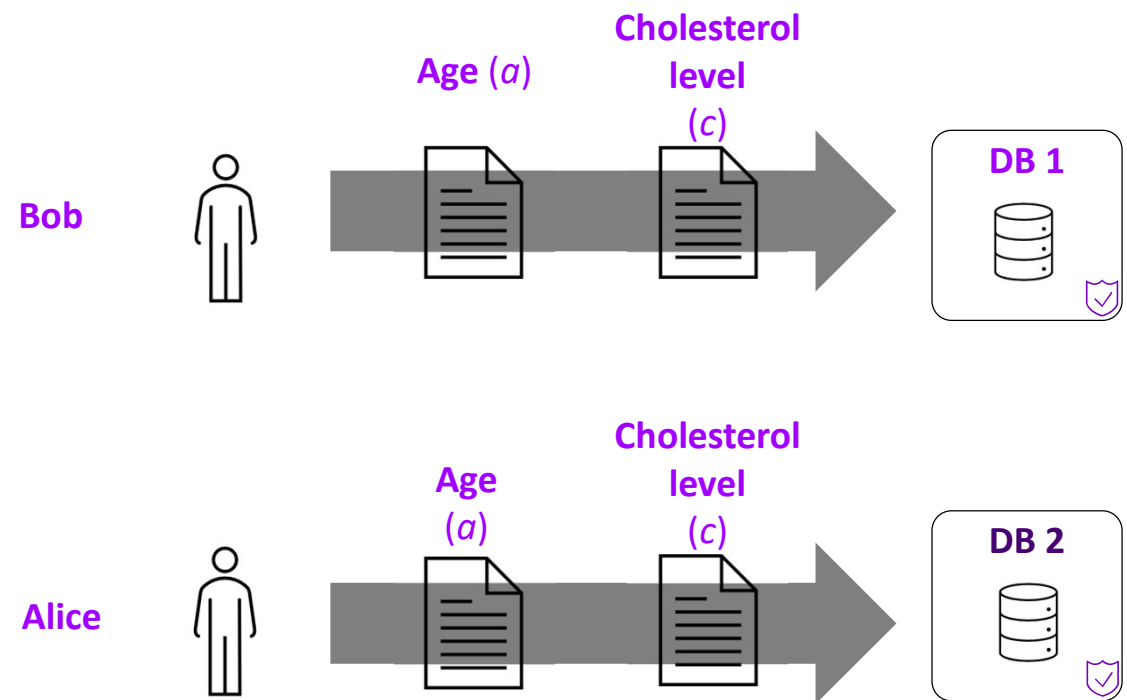 Cholesterol
level
(c)
Age (a)
DB 1
Bob
Cholesterol
level
(c)
Age
(a)
DB 2
Alice